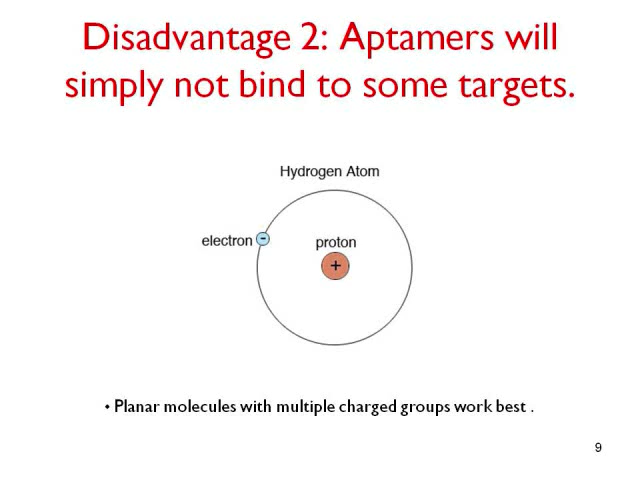 Disadvantage 2: Aptamers will
simply not bind to some targets.
Hydrogen Atom
electron
-
proton
+
• Planar molecules with multiple charged groups work best .
9